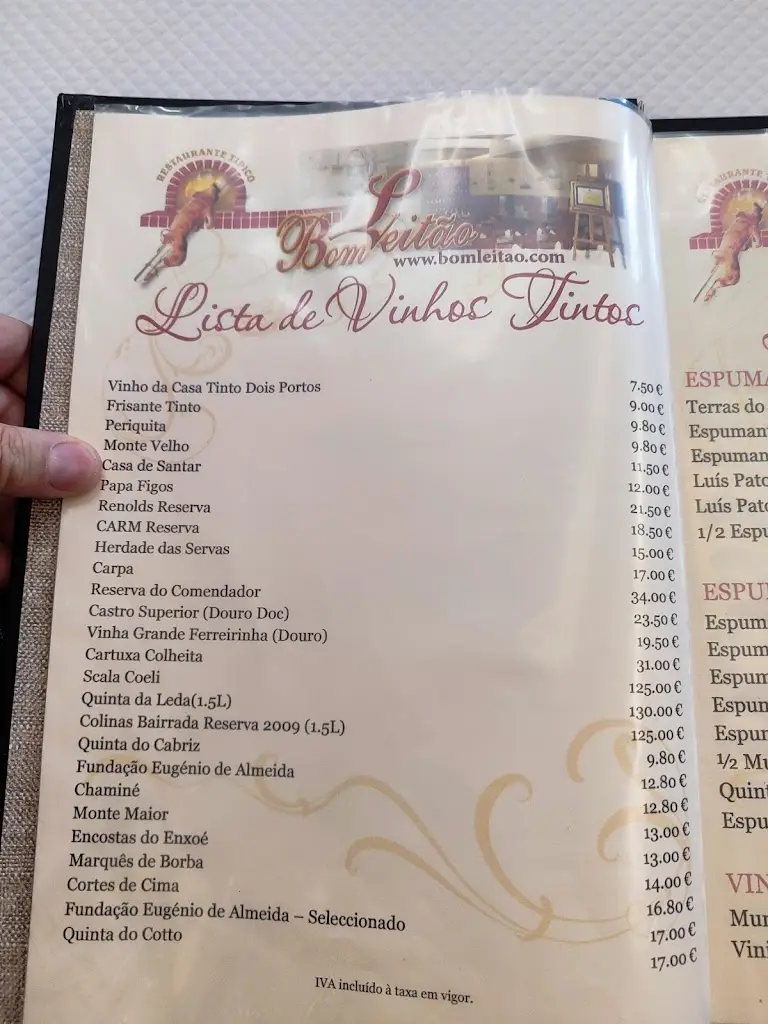 RESTAURANTE TIPICO
Bom Leitão
www.bomleitao.com
Lista de Vinhos Tintos
Vinho da Casa Tinto Dois Portos 7.50 €
Frisante Tinto 9.00 €
Periquita 9.80 €
Monte Velho 9.80 €
Casa de Santar 11.50 €
Papa Figos 12.00 €
Renolds Reserva 21.50 €
CARM Reserva 18.50 €
Herdade das Servas 15.00 €
Carpa 17.00 €
Reserva do Comendador 34.00 €
Castro Superior (Douro Doc) 23.50 €
Vinha Grande Ferreirinha (Douro) 19.50 €
Cartuxa Colheita 31.00 €
Scala Coeli 125.00 €
Quinta da Leda(1.5L) 130.00 €
Colinas Bairrada Reserva 2009 (1.5L) 125.00 €
Quinta do Cabriz 9.80 €
Fundação Eugénio de Almeida 12.80 €
Chaminé 12.80 €
Monte Maior 13.00 €
Encostas do Enxoé 13.00 €
Marquês de Borba 14.00 €
Cortes de Cima 16.80 €
Fundação Eugénio de Almeida – Seleccionado 17.00 €
Quinta do Cotto 17.00 €
IVA incluído à taxa em vigor.
ESPUMA
Terras do
Espuman
Espuman
Luís Pato
Luís Pato
1/2 Espu
ESPU
Espum
Espum
Espum
Espun
Espur
½ Mu
Quin
Espu
VIN
Mur
Vini